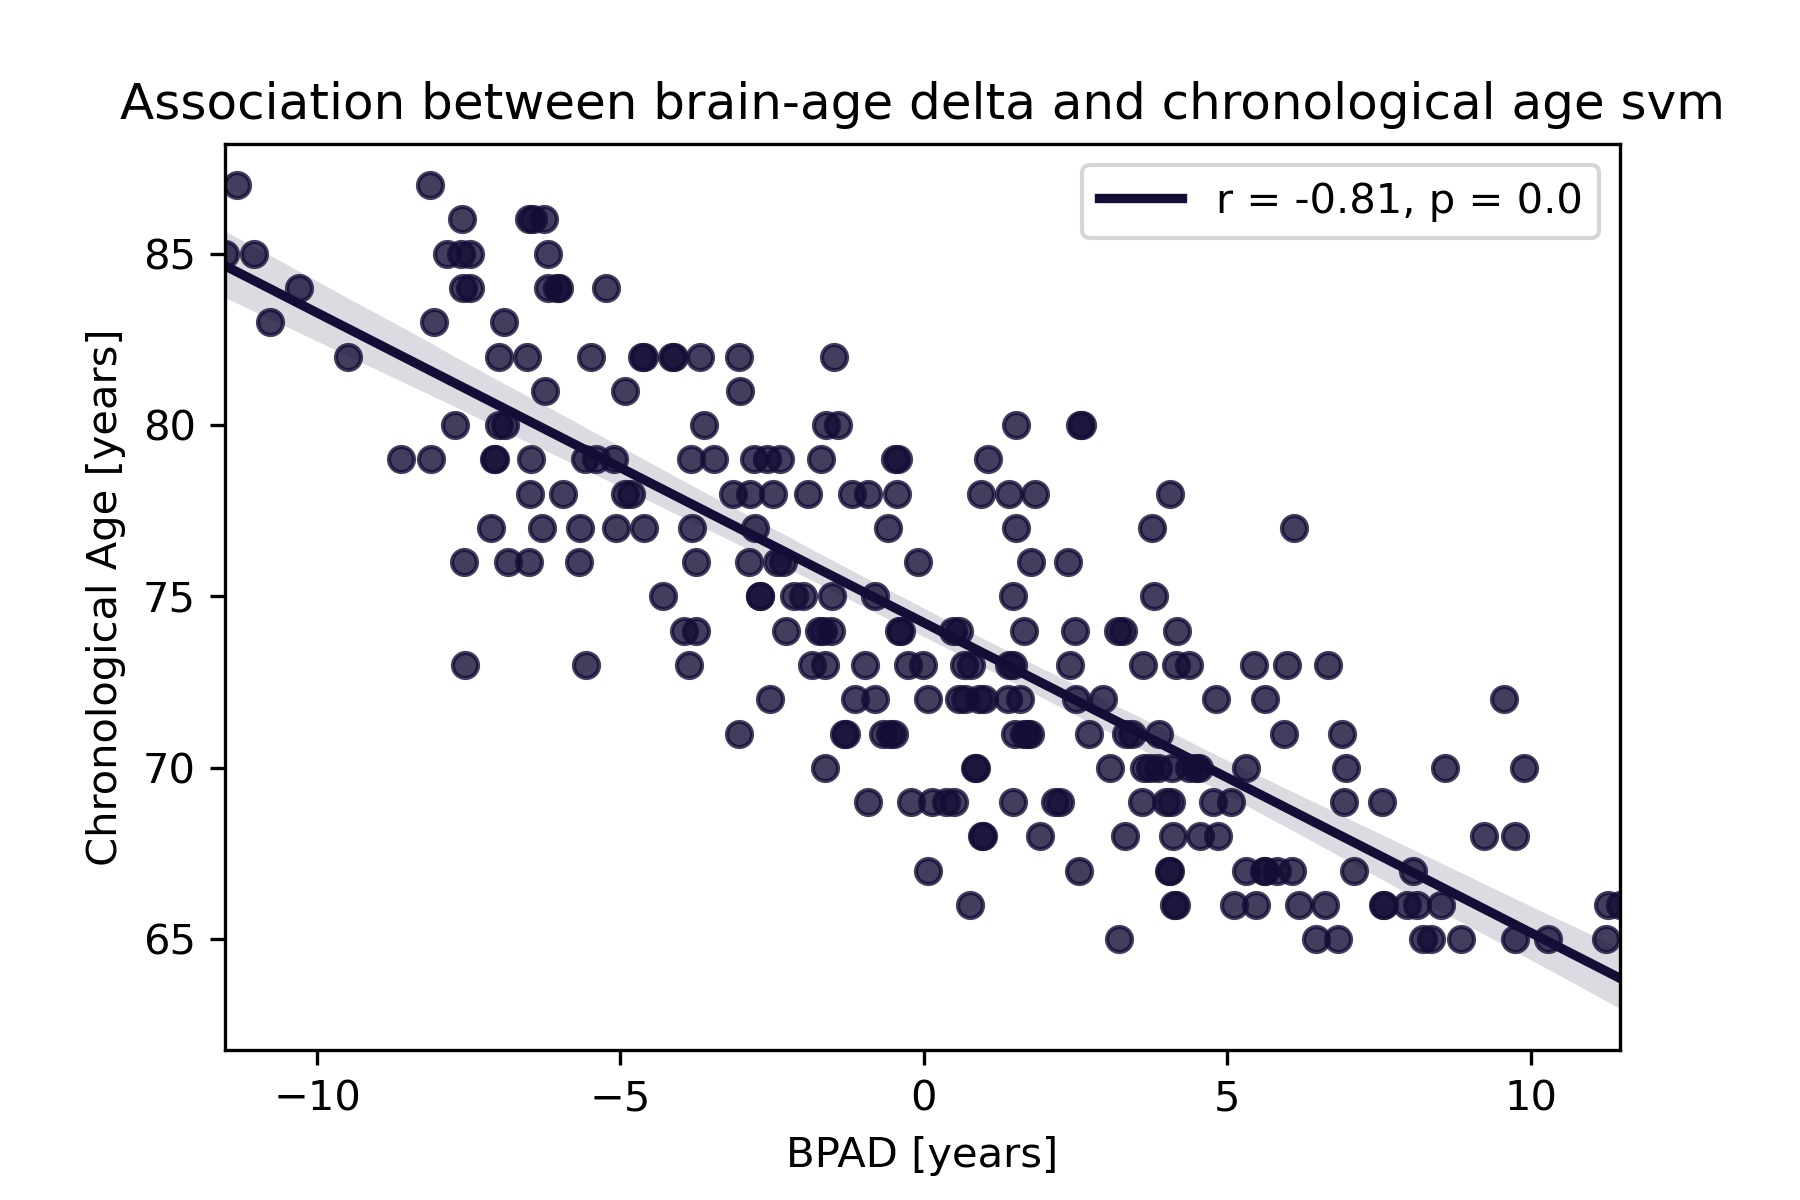 Association between brain-age delta and chronological age svm
r = -0.81, p = 0.0
Chronological Age [years]
85
80
75
70
65
−10 −5 0 5 10
BPAD [years]